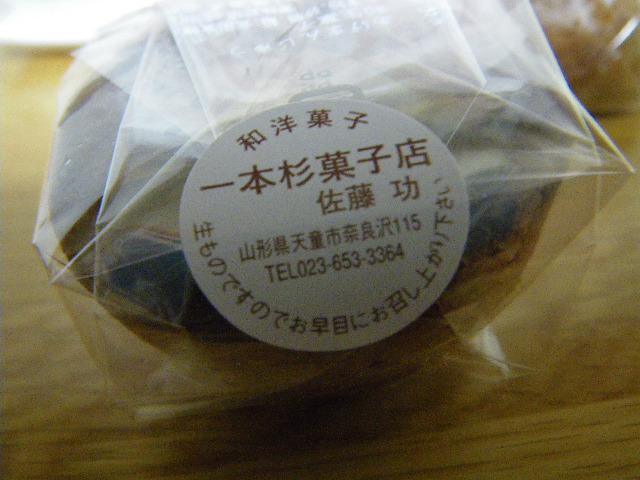 和洋菓子
一本杉菓子店
佐藤 功
山形県天童市奈良沢115
TEL023-653-3364
生ものですのでお早目にお召し上がり下さい